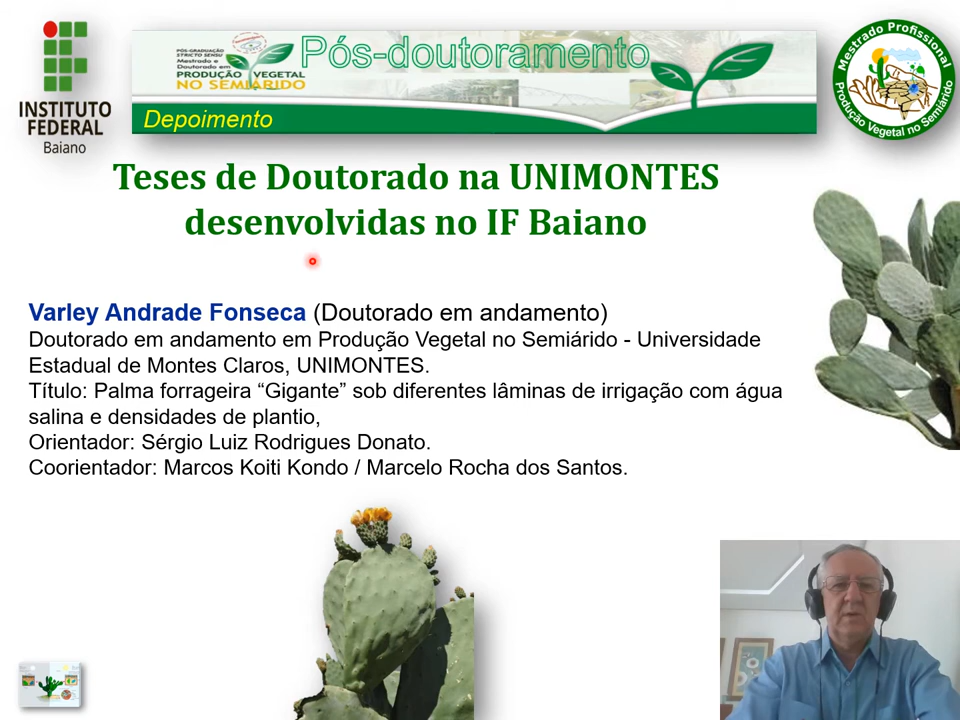 INSTITUTO
FEDERAL
Baiano
PÓS-GRADUAÇÃO
STRICTO SENSU
Mestrado e
Doutorado em
PRODUÇÃO VEGETAL
NO SEMIÁRIDO
Pós-doutoramento
Depoimento
Mestrado Profissional
Produção Vegetal no Semiárido
Teses de Doutorado na UNIMONTES
desenvolvidas no IF Baiano
Varley Andrade Fonseca (Doutorado em andamento)
Doutorado em andamento em Produção Vegetal no Semiárido - Universidade
Estadual de Montes Claros, UNIMONTES.
Título: Palma forrageira “Gigante” sob diferentes lâminas de irrigação com água
salina e densidades de plantio,
Orientador: Sérgio Luiz Rodrigues Donato.
Coorientador: Marcos Koiti Kondo / Marcelo Rocha dos Santos.